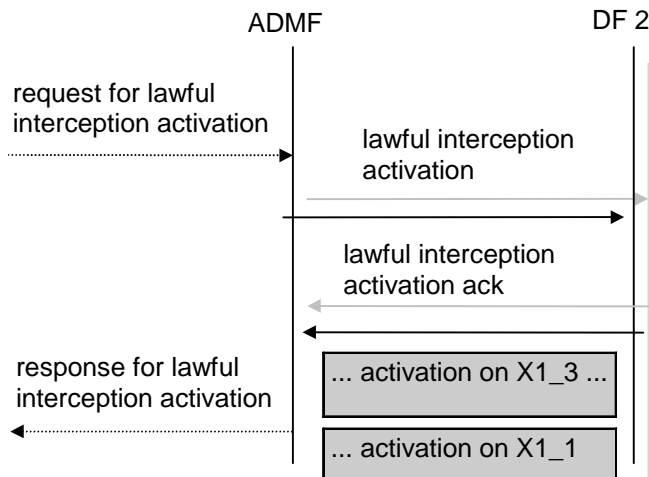 ADMF
DF 2
request for lawful
interception activation
lawful interception
activation
lawful interception
activation ack
response for lawful
interception activation
... activation on X1_3 ...
... activation on X1_1